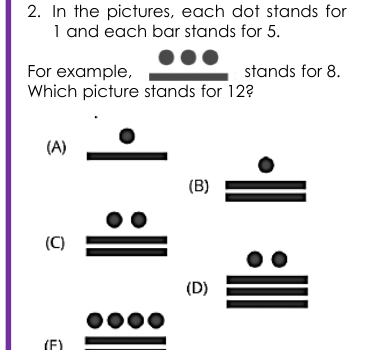 2. In the pictures, each dot stands for
1 and each bar stands for 5.
For example, stands for 8.
Which picture stands for 12?
(A)
(B)
(C)
(D)
(E)